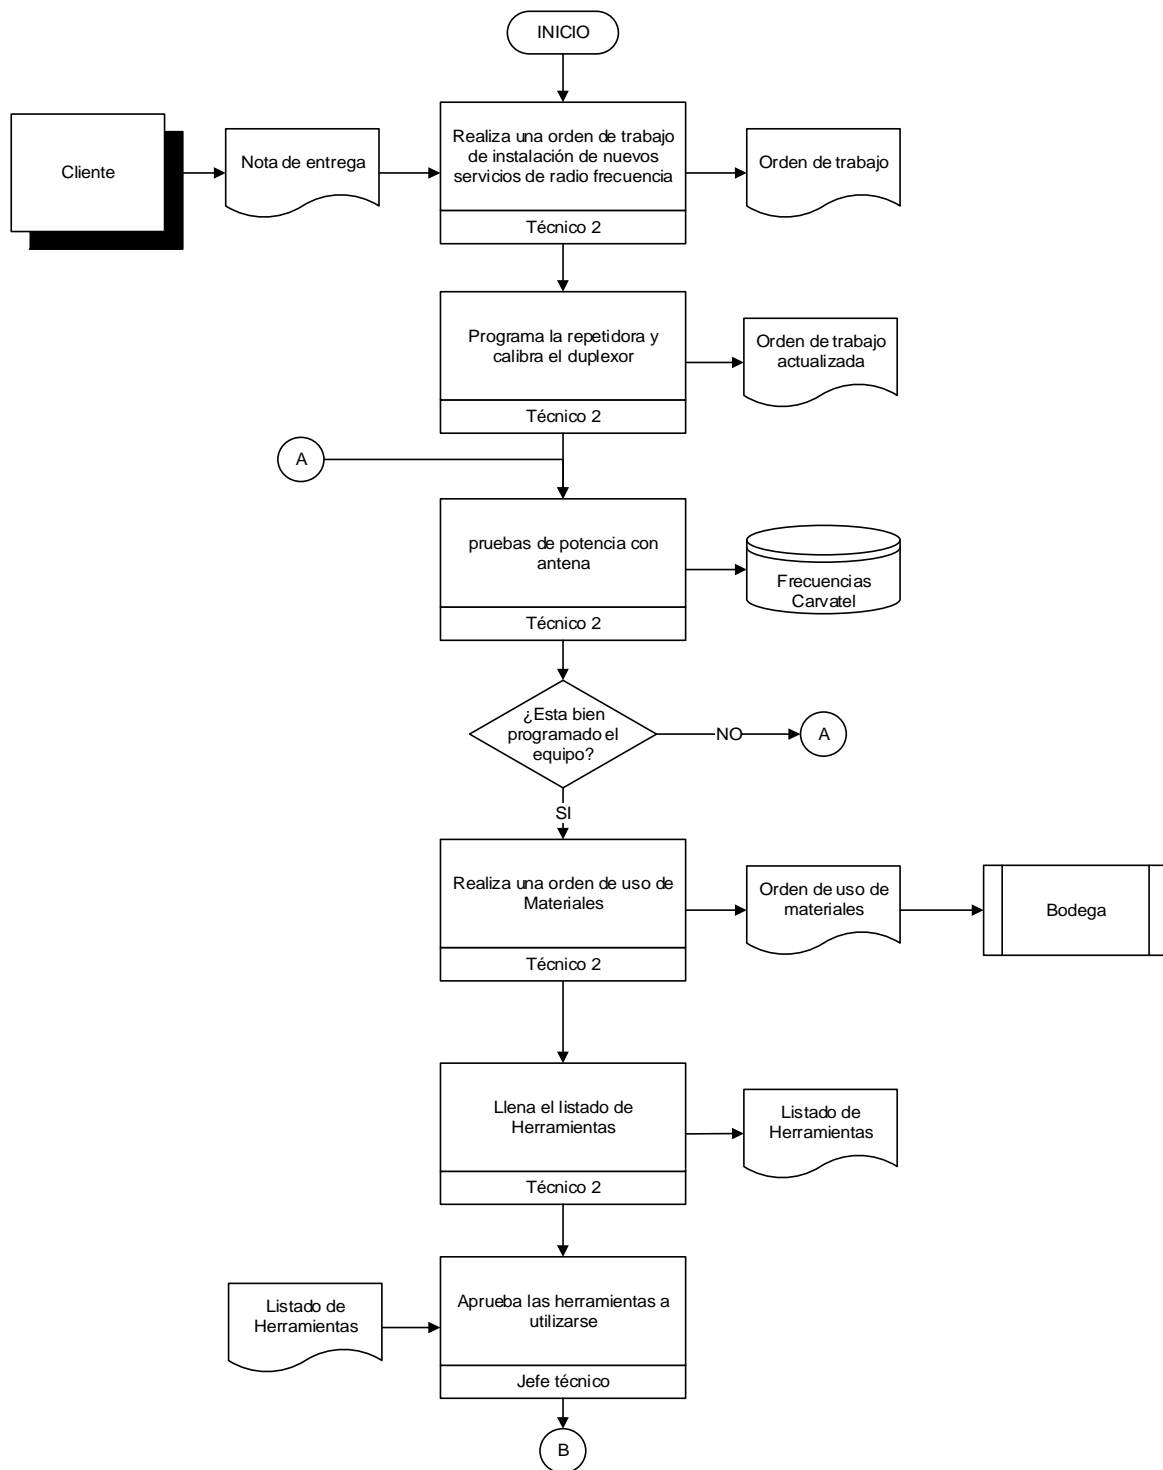 INICIO
Cliente
Nota de entrega
Realiza una orden de trabajo
de instalación de nuevos
servicios de radio frecuencia
Técnico 2
Orden de trabajo
Programa la repetidora y
calibra el duplexor
Técnico 2
Orden de trabajo
actualizada
A
pruebas de potencia con
antena
Técnico 2
Frecuencias
Carvatel
¿Esta bien
programado el
equipo?
NO
A
SI
Realiza una orden de uso de
Materiales
Técnico 2
Orden de uso de
materiales
Bodega
Llena el listado de
Herramientas
Técnico 2
Listado de
Herramientas
Listado de
Herramientas
Aprueba las herramientas a
utilizarse
Jefe técnico
B